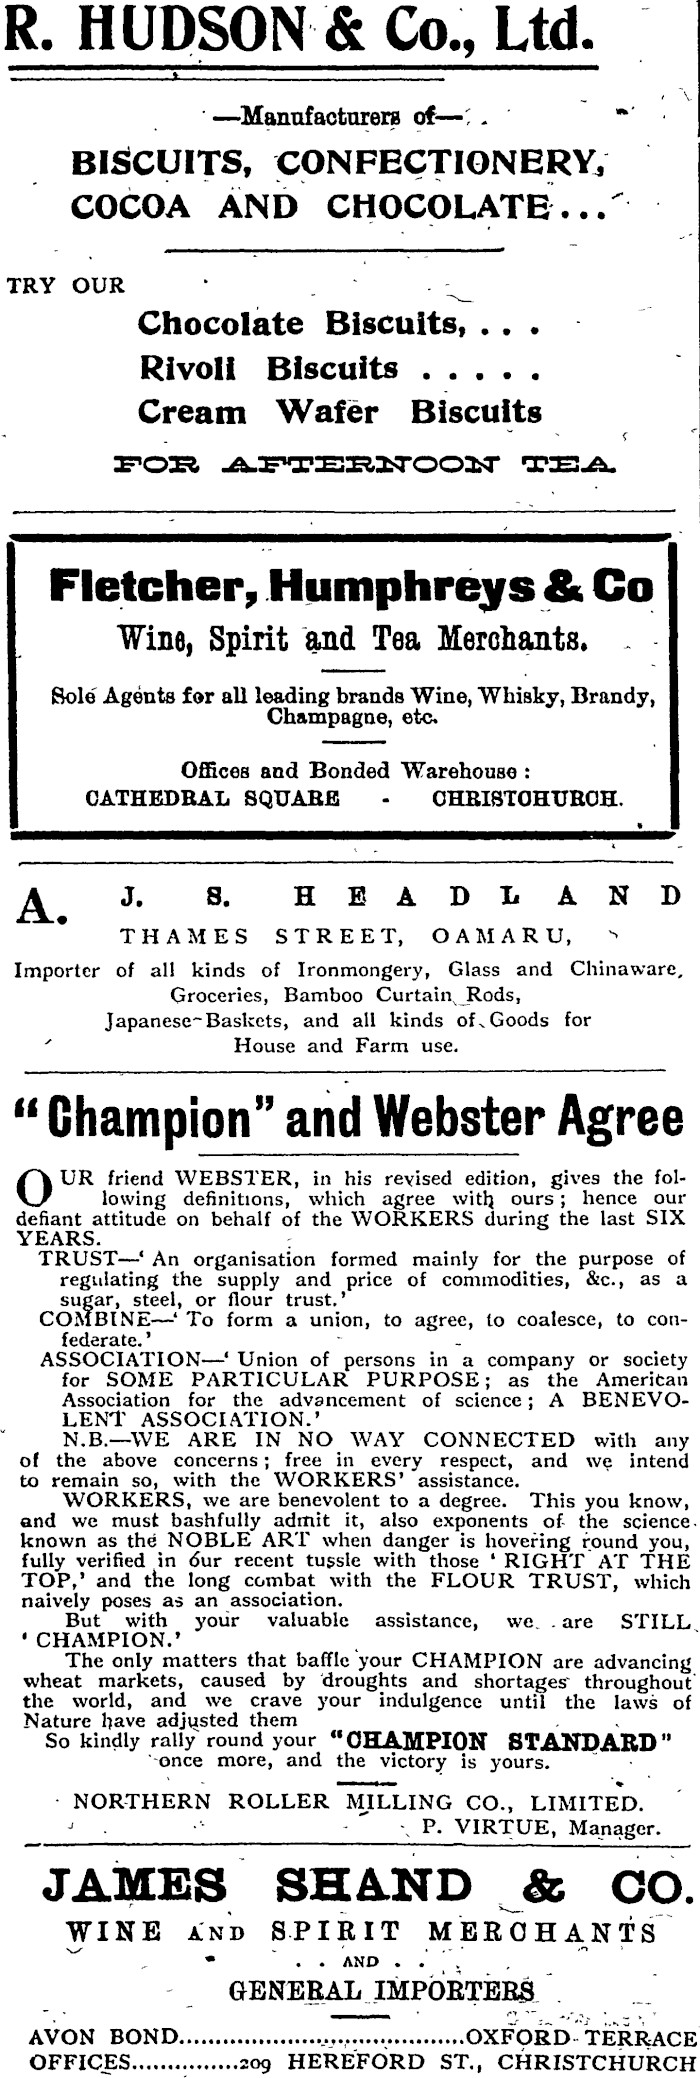 R. HUDSON & Co., Ltd.
—Manufacturers of—
BISCUITS, CONFECTIONERY,
COCOA AND CHOCOLATE...
TRY OUR
Chocolate Biscuits, . . .
Rivoli Biscuits . . . . .
Cream Wafer Biscuits
FOR AFTERNOON TEA
Fletcher, Humphreys & Co
Wine, Spirit and Tea Merchants.
Sole Agents for all leading brands Wine, Whisky, Brandy,
Champagne, etc.
Offices and Bonded Warehouse :
CATHEDRAL SQUARE - CHRISTCHURCH.
A. J. S. HEADLAND
THAMES STREET, OAMARU,
Importer of all kinds of Ironmongery, Glass and Chinaware,
Groceries, Bamboo Curtain Rods,
Japanese Baskets, and all kinds of Goods for
House and Farm use.
"Champion" and Webster Agree
OUR friend WEBSTER, in his revised edition, gives the fol-
lowing definitions, which agree with ours ; hence our
defiant attitude on behalf of the WORKERS during the last SIX
YEARS.
TRUST—' An organisation formed mainly for the purpose of
regulating the supply and price of commodities, &c., as a
sugar, steel, or flour trust.'
COMBINE—' To form a union, to agree, to coalesce, to con-
federate.'
ASSOCIATION—' Union of persons in a company or society
for SOME PARTICULAR PURPOSE ; as the American
Association for the advancement of science ; A BENEVO-
LENT ASSOCIATION.'
N.B.—WE ARE IN NO WAY CONNECTED with any
of the above concerns ; free in every respect, and we intend
to remain so, with the WORKERS' assistance.
WORKERS, we are benevolent to a degree. This you know,
and we must bashfully admit it, also exponents of the science
known as the NOBLE ART when danger is hovering round you,
fully verified in our recent tussle with those ' RIGHT AT THE
TOP,' and the long combat with the FLOUR TRUST, which
naively poses as an association.
But with your valuable assistance, we are STILL
' CHAMPION.'
The only matters that baffle your CHAMPION are advancing
wheat markets, caused by droughts and shortages throughout
the world, and we crave your indulgence until the laws of
Nature have adjusted them
So kindly rally round your "CHAMPION STANDARD"
once more, and the victory is yours.
NORTHERN ROLLER MILLING CO., LIMITED.
P. VIRTUE, Manager.
JAMES SHAND & CO.
WINE AND SPIRIT MERCHANTS
. . AND . .
GENERAL IMPORTERS
AVON BOND........................................OXFORD TERRACE
OFFICES...............209 HEREFORD ST., CHRISTCHURCH